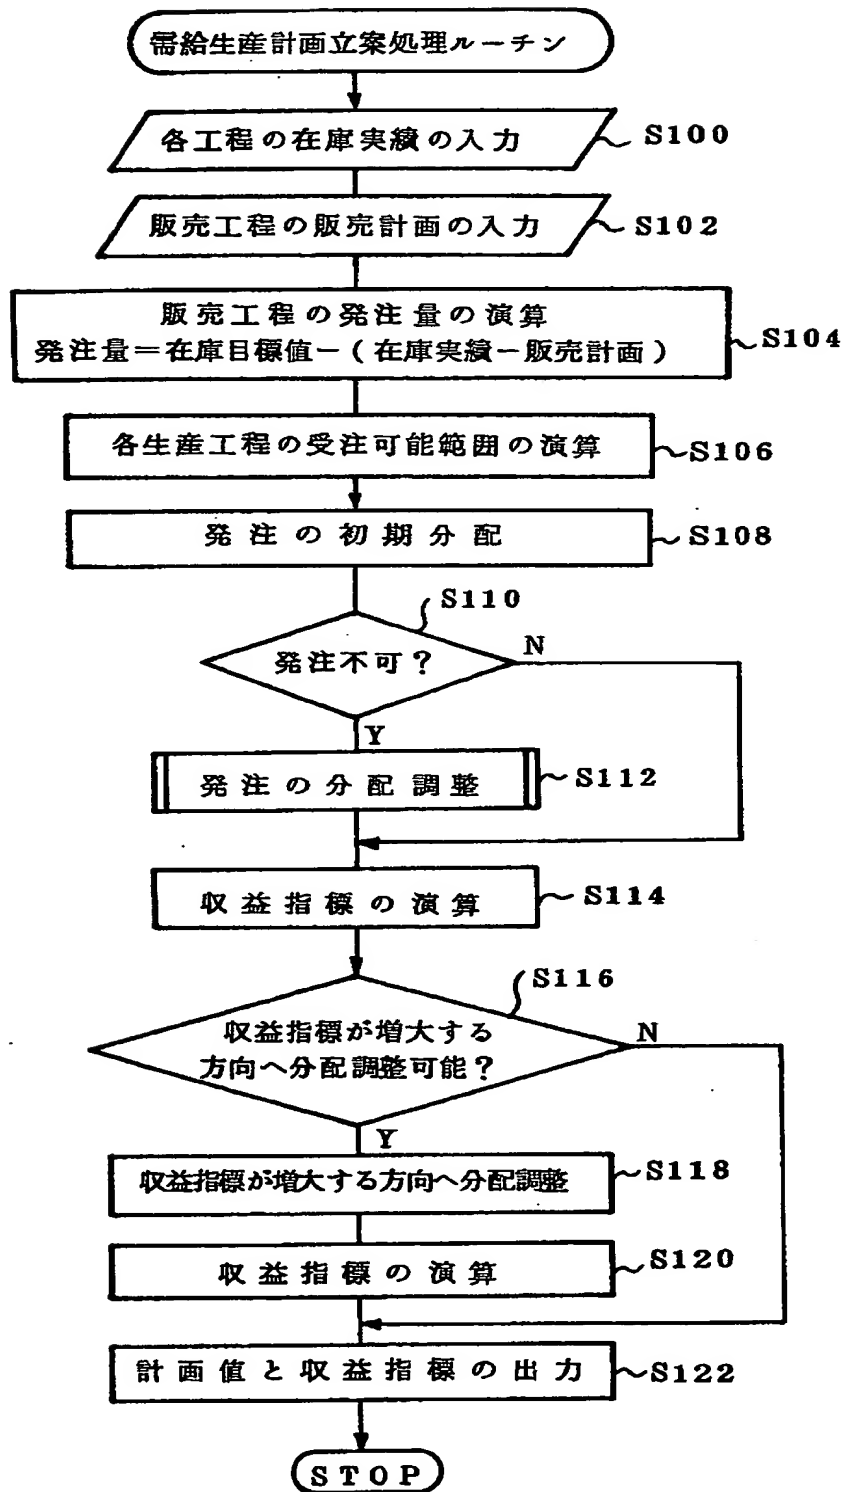 需給生産計画立案処理ルーチン
各工程の在庫実績の入力
S100
販売工程の販売計画の入力
S102
販売工程の発注量の演算
発注量＝在庫目標値－（在庫実績－販売計画）
S104
各生産工程の受注可能範囲の演算
S106
発注の初期分配
S108
S110
発注不可？
N
Y
発注の分配調整
S112
収益指標の演算
S114
S116
収益指標が増大する
方向へ分配調整可能？
N
Y
収益指標が増大する方向へ分配調整
S118
収益指標の演算
S120
計画値と収益指標の出力
S122
STOP